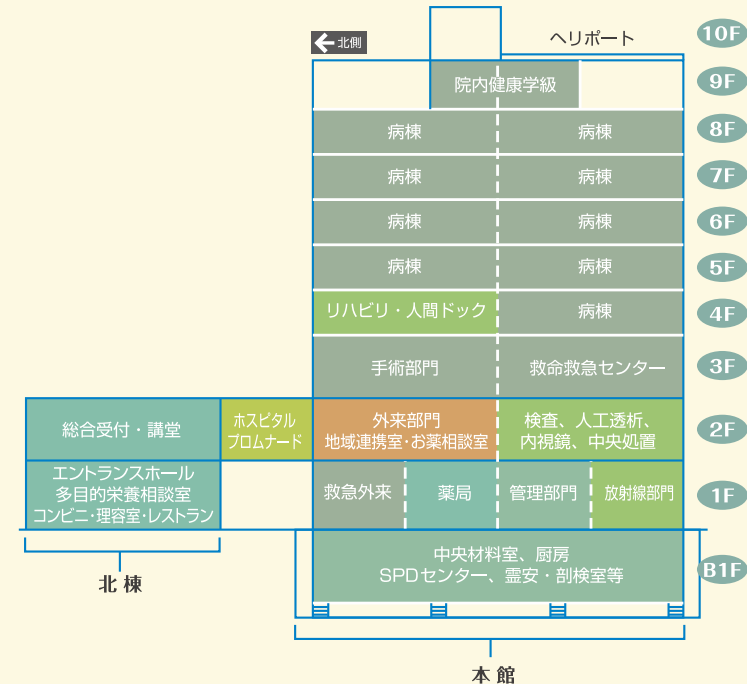 10F
北側
ヘリポート
院内健康学級
9F
病棟
病棟
8F
病棟
病棟
7F
病棟
病棟
6F
病棟
病棟
5F
リハビリ・人間ドック
病棟
4F
手術部門
救命救急センター
3F
総合受付・講堂
ホスピタル
プロムナード
外来部門
地域連携室・お薬相談室
検査、人工透析、
内視鏡、中央処置
2F
エントランスホール
多目的栄養相談室
コンビニ・理容室・レストラン
救急外来
薬局
管理部門
放射線部門
1F
中央材料室、厨房
SPDセンター、霊安・剖検室等
B1F
北棟
本館